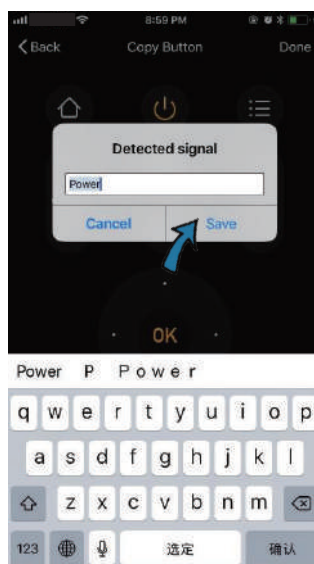 8:59 PM
Back Copy Button Done
Detected signal
Power
Cancel Save
OK
Power P Power
q w e r t y u i o p
a s d f g h j k l
z x c v b n m
123 选定 确认